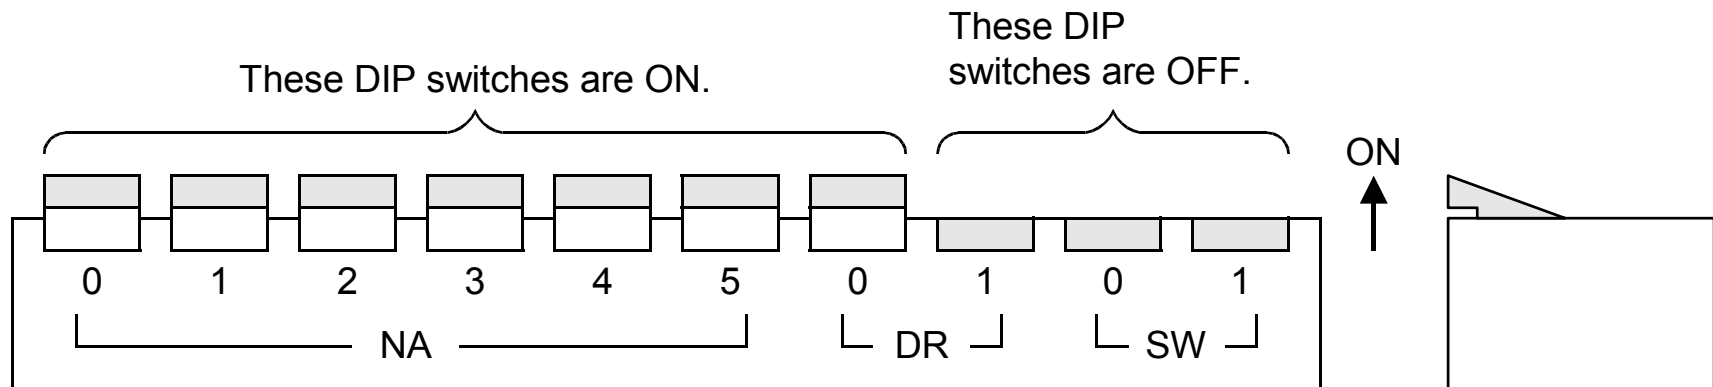 These DIP
switches are OFF.
These DIP switches are ON.
ON
0 1 2 3 4 5 0 1 0 1
NA DR SW